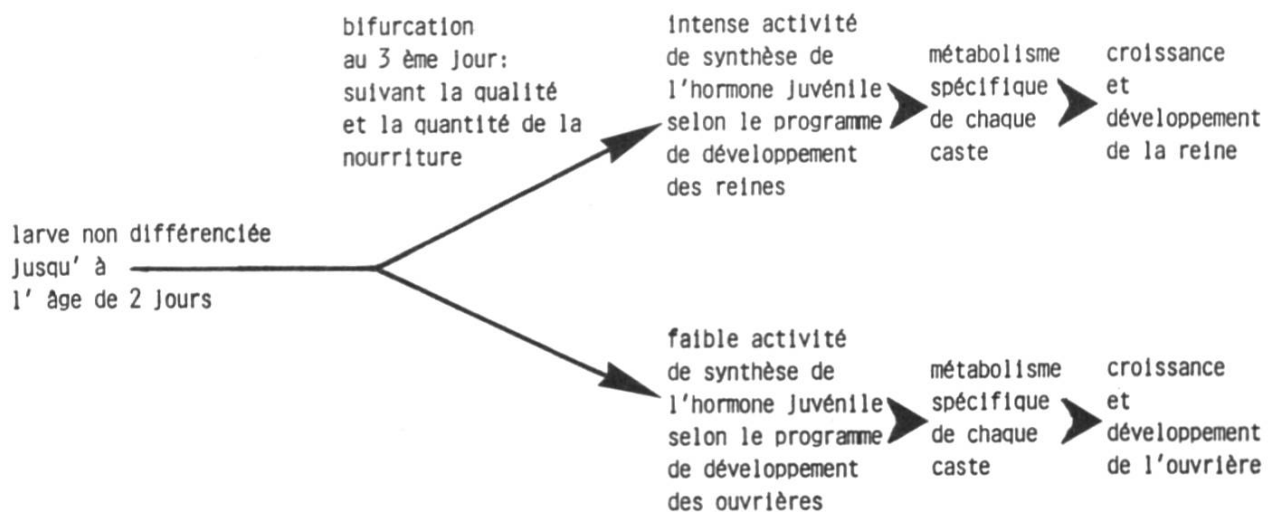 bifurcation
au 3 ème jour:
suivant la qualité
et la quantité de la
nourriture
larve non différenciée
jusqu' à
l' âge de 2 jours
intense activité
de synthèse de
l'hormone juvénile
selon le programme
de développement
des reines
métabolisme
spécifique
de chaque
caste
croissance
et
développement
de la reine
faible activité
de synthèse de
l'hormone juvénile
selon le programme
de développement
des ouvrières
métabolisme
spécifique
de chaque
caste
croissance
et
développement
de l'ouvrière